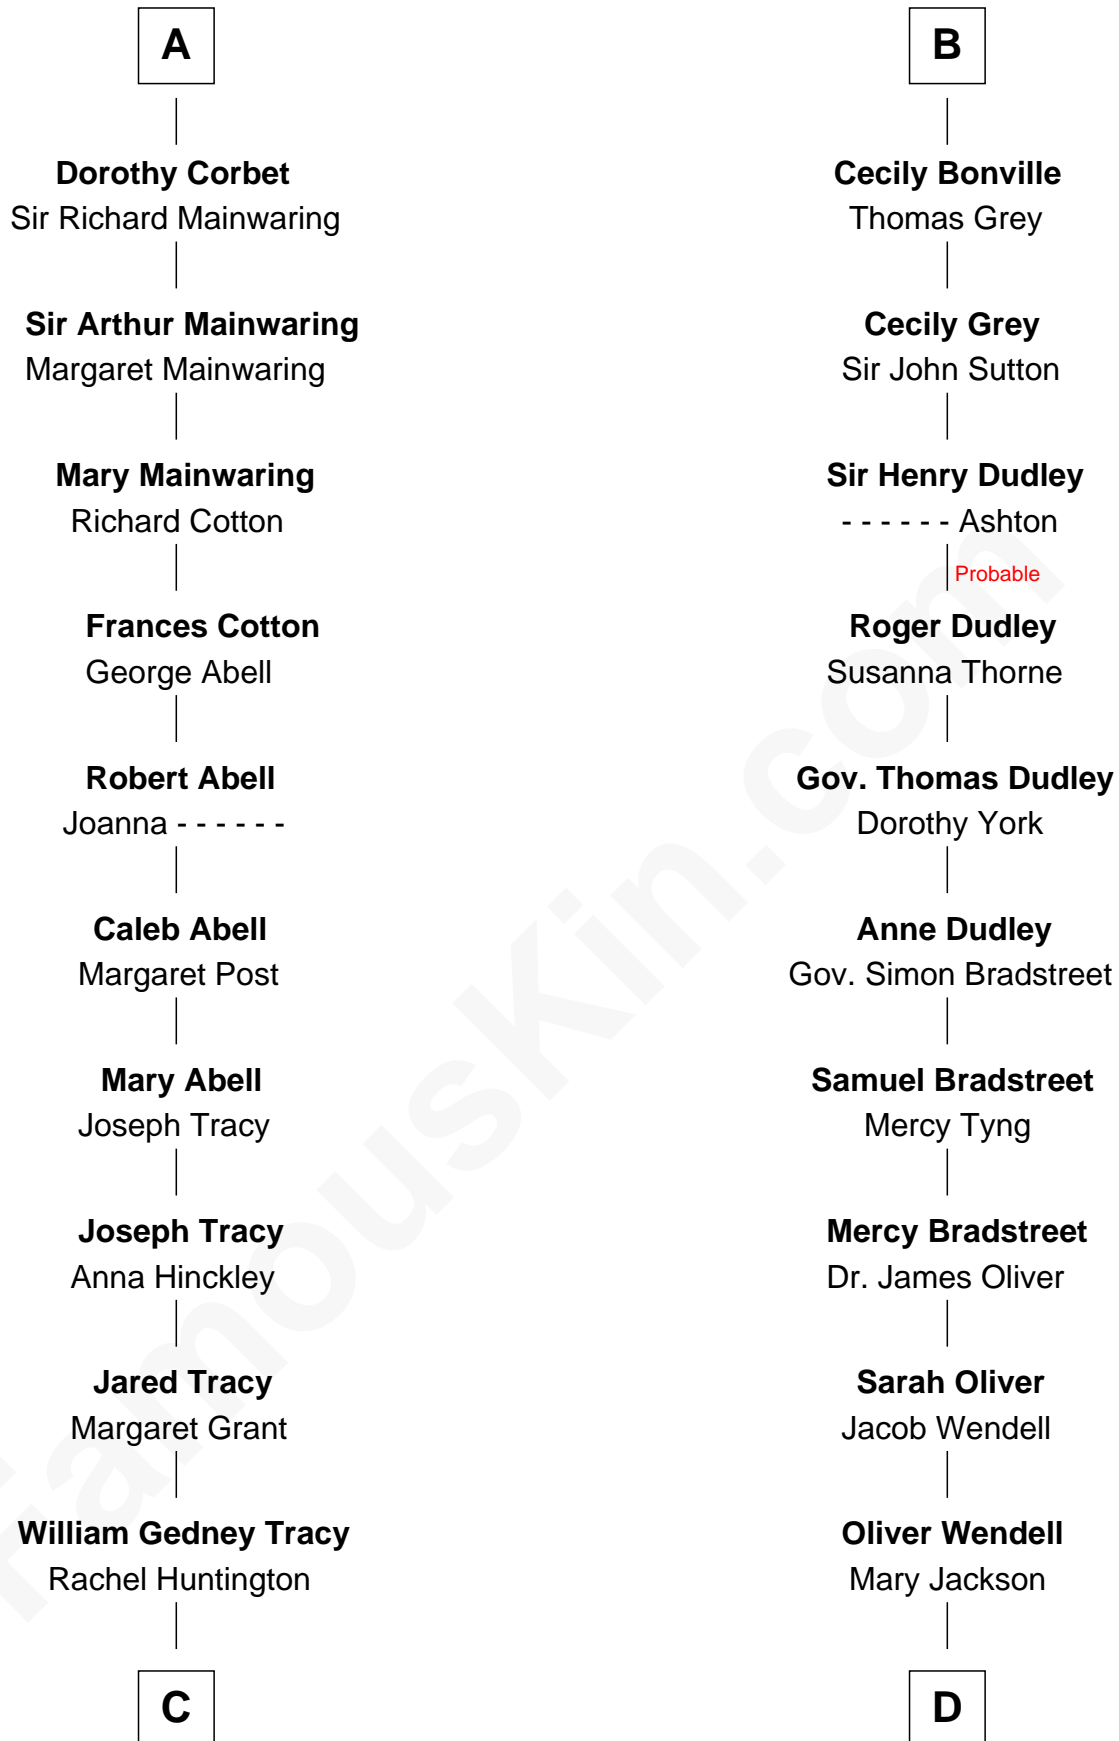 A
Dorothy Corbet
Sir Richard Mainwaring
Sir Arthur Mainwaring
Margaret Mainwaring
Mary Mainwaring
Richard Cotton
Frances Cotton
George Abell
Robert Abell
Joanna - - - - - -
Caleb Abell
Margaret Post
Mary Abell
Joseph Tracy
Joseph Tracy
Anna Hinckley
Jared Tracy
Margaret Grant
William Gedney Tracy
Rachel Huntington
C
B
Cecily Bonville
Thomas Grey
Cecily Grey
Sir John Sutton
Sir Henry Dudley
- - - - - - Ashton
Probable
Roger Dudley
Susanna Thorne
Gov. Thomas Dudley
Dorothy York
Anne Dudley
Gov. Simon Bradstreet
Samuel Bradstreet
Mercy Tyng
Mercy Bradstreet
Dr. James Oliver
Sarah Oliver
Jacob Wendell
Oliver Wendell
Mary Jackson
D
FamousKin.com